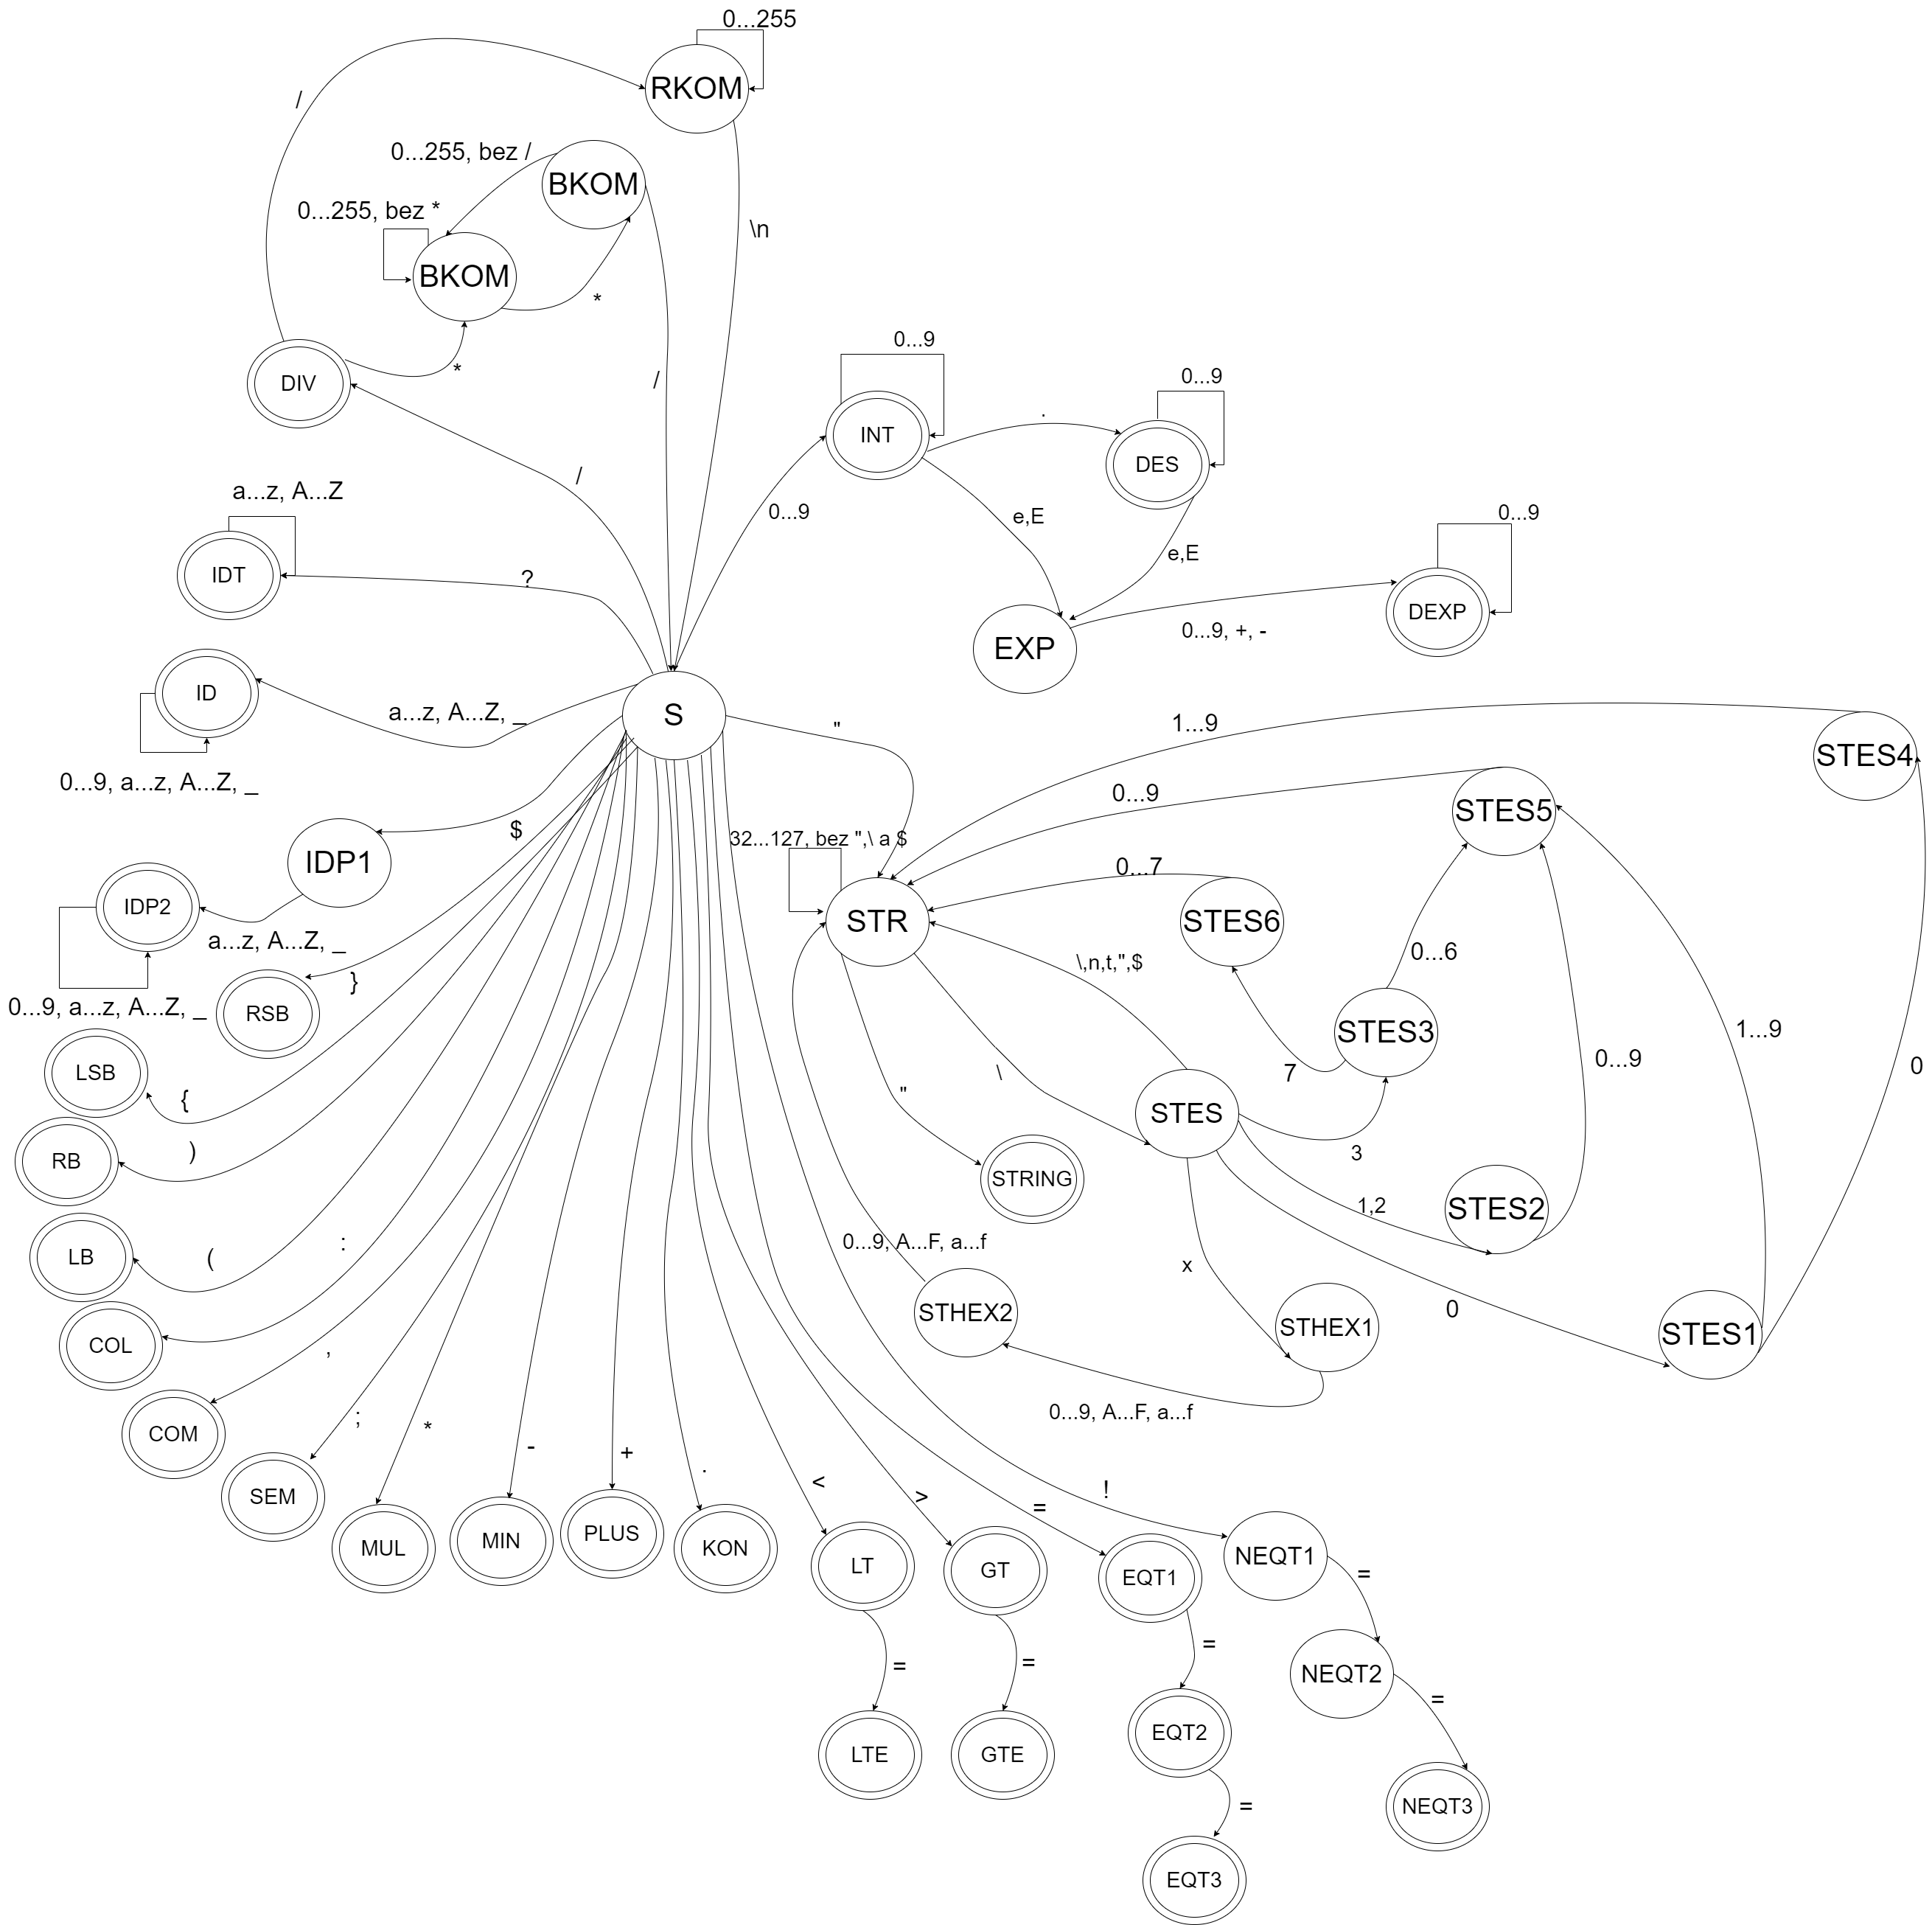 0...255
RKOM
/
0...255, bez /
BKOM
0...255, bez *
\n
BKOM
*
0...9
/
*
DIV
0...9
INT
.
DES
/
a...z, A...Z
0...9
e,E
0...9
e,E
IDT
?
DEXP
0...9, +, -
EXP
ID
a...z, A...Z, _
S
"
1...9
STES4
0...9, a...z, A...Z, _
0...9
STES5
$
32...127, bez ",\ a $
IDP1
0...7
IDP2
STR
STES6
a...z, A...Z, _
0...6
\,n,t,",$
}
0...9, a...z, A...Z, _
RSB
STES3
1...9
0...9
0
LSB
7
\
{
"
STES
)
3
RB
STRING
1,2
STES2
LB
(
:
0...9, A...F, a...f
x
STHEX2
0
STHEX1
STES1
COL
,
0...9, A...F, a...f
;
*
COM
-
+
.
<
>
!
=
SEM
MUL
MIN
PLUS
KON
LT
GT
EQT1
NEQT1
=
=
=
=
NEQT2
=
EQT2
LTE
GTE
=
NEQT3
EQT3